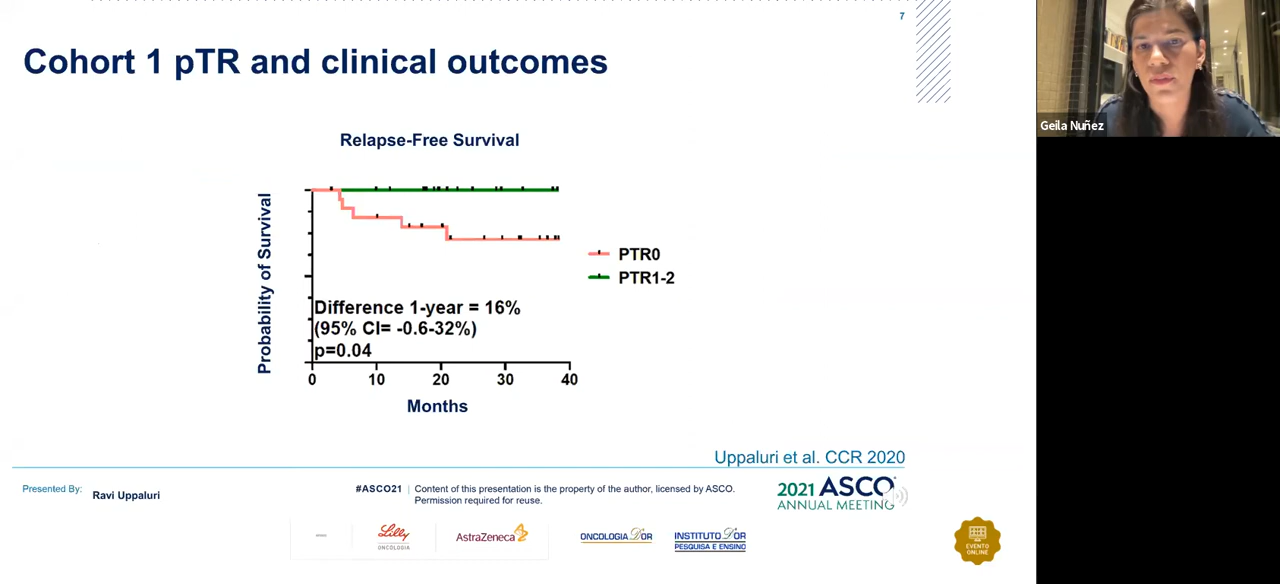 7
Geila Nuñez
Cohort 1 pTR and clinical outcomes
Relapse-Free Survival
Probability of Survival
PTR0
PTR1-2
Difference 1-year = 16%
(95% CI= -0.6-32%)
p=0.04
0 10 20 30 40
Months
Uppaluri et al. CCR 2020
Presented By: Ravi Uppaluri
#ASCO21
Content of this presentation is the property of the author, licensed by ASCO.
Permission required for reuse.
2021 ASCO
ANNUAL MEETING
Lilly
ONCOLOGIA
AstraZeneca
ONCOLOGIA D'OR
INSTITUTO D'OR
PESQUISA E ENSINO
EVENTO
ONLINE